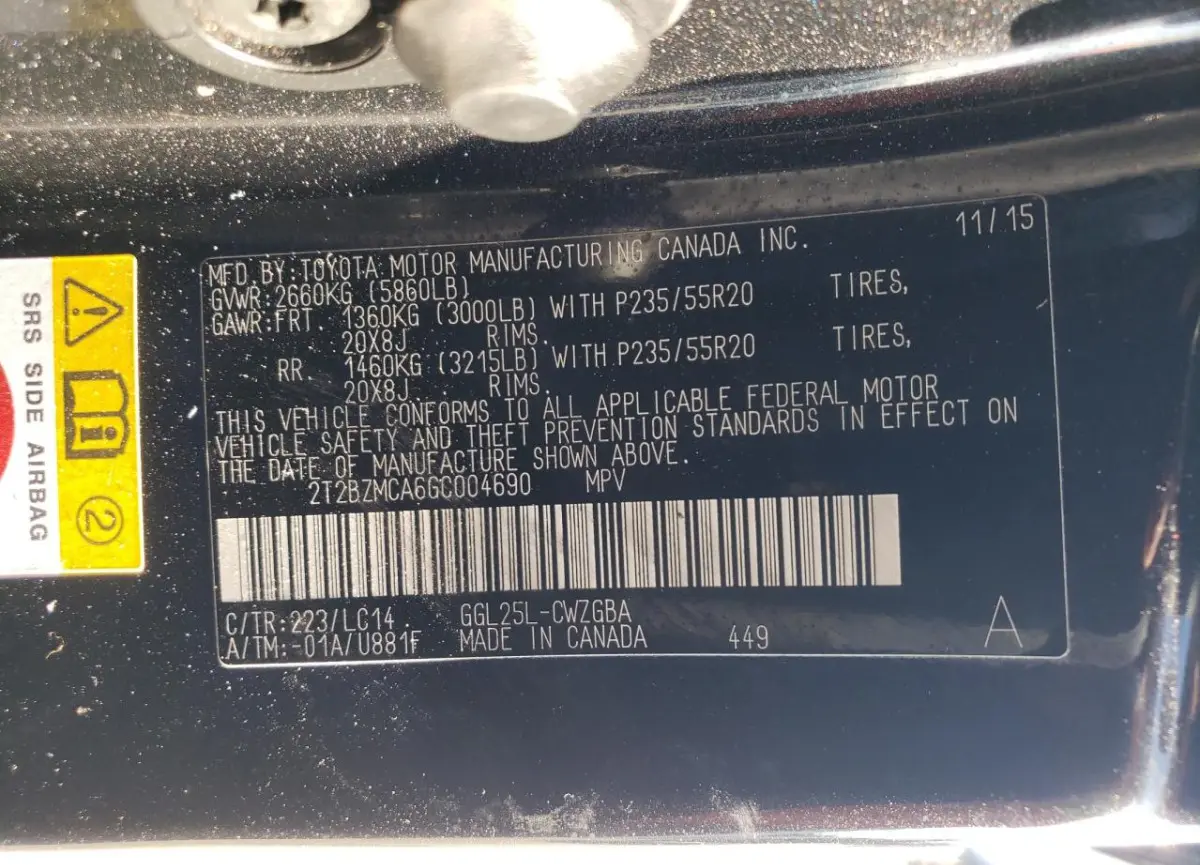 11/15
MFD. BY: TOYOTA MOTOR MANUFACTURING CANADA INC.
GVWR: 2660KG (5860LB)
GAWR: FRT. 1360KG (3000LB) WITH P235/55R20 TIRES,
20X8J RIMS.
RR 1460KG (3215LB) WITH P235/55R20 TIRES,
20X8J RIMS.
THIS VEHICLE CONFORMS TO ALL APPLICABLE FEDERAL MOTOR
VEHICLE SAFETY AND THEFT PREVENTION STANDARDS IN EFFECT ON
THE DATE OF MANUFACTURE SHOWN ABOVE.
2T2BZMCA6GC004690 MPV
C/TR: 223/LC14 GGL25L-CWZGBA
A/TM: -01A/U881F MADE IN CANADA 449 A
SRS SIDE AIRBAG
2